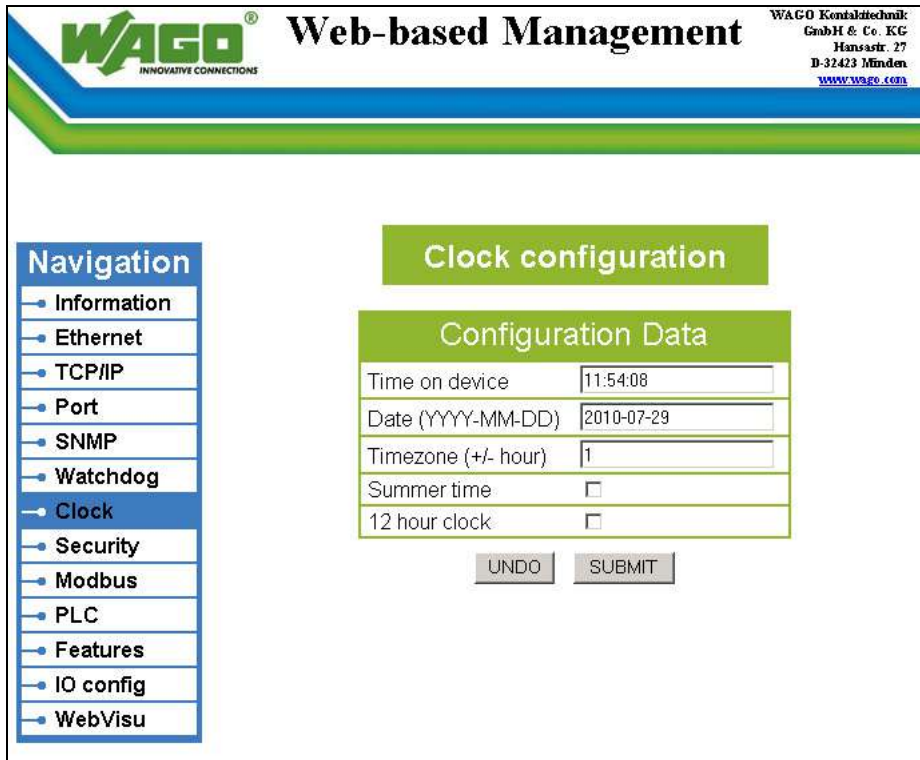 WAGO®
INNOVATIVE CONNECTIONS
Web-based Management
WAGO Kontakttechnik
GmbH & Co. KG
Hansastr. 27
D-32423 Minden
www.wago.com
Navigation
Information
Ethernet
TCP/IP
Port
SNMP
Watchdog
Clock
Security
Modbus
PLC
Features
IO config
WebVisu
Clock configuration
Configuration Data
Time on device 11:54:08
Date (YYYY-MM-DD) 2010-07-29
Timezone (+/- hour) 1
Summer time
12 hour clock
UNDO SUBMIT